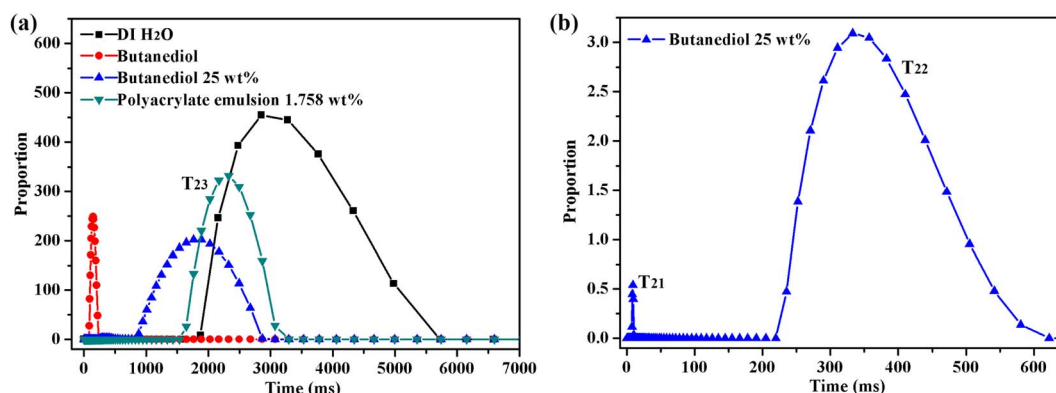 (a)
DI H2O
Butanediol
Butanediol 25 wt%
Polyacrylate emulsion 1.758 wt%
T23
Proportion
600
500
400
300
200
100
0
0 1000 2000 3000 4000 5000 6000 7000
Time (ms)
(b)
Butanediol 25 wt%
T22
T21
Proportion
3.0
2.5
2.0
1.5
1.0
0.5
0.0
0 100 200 300 400 500 600
Time (ms)